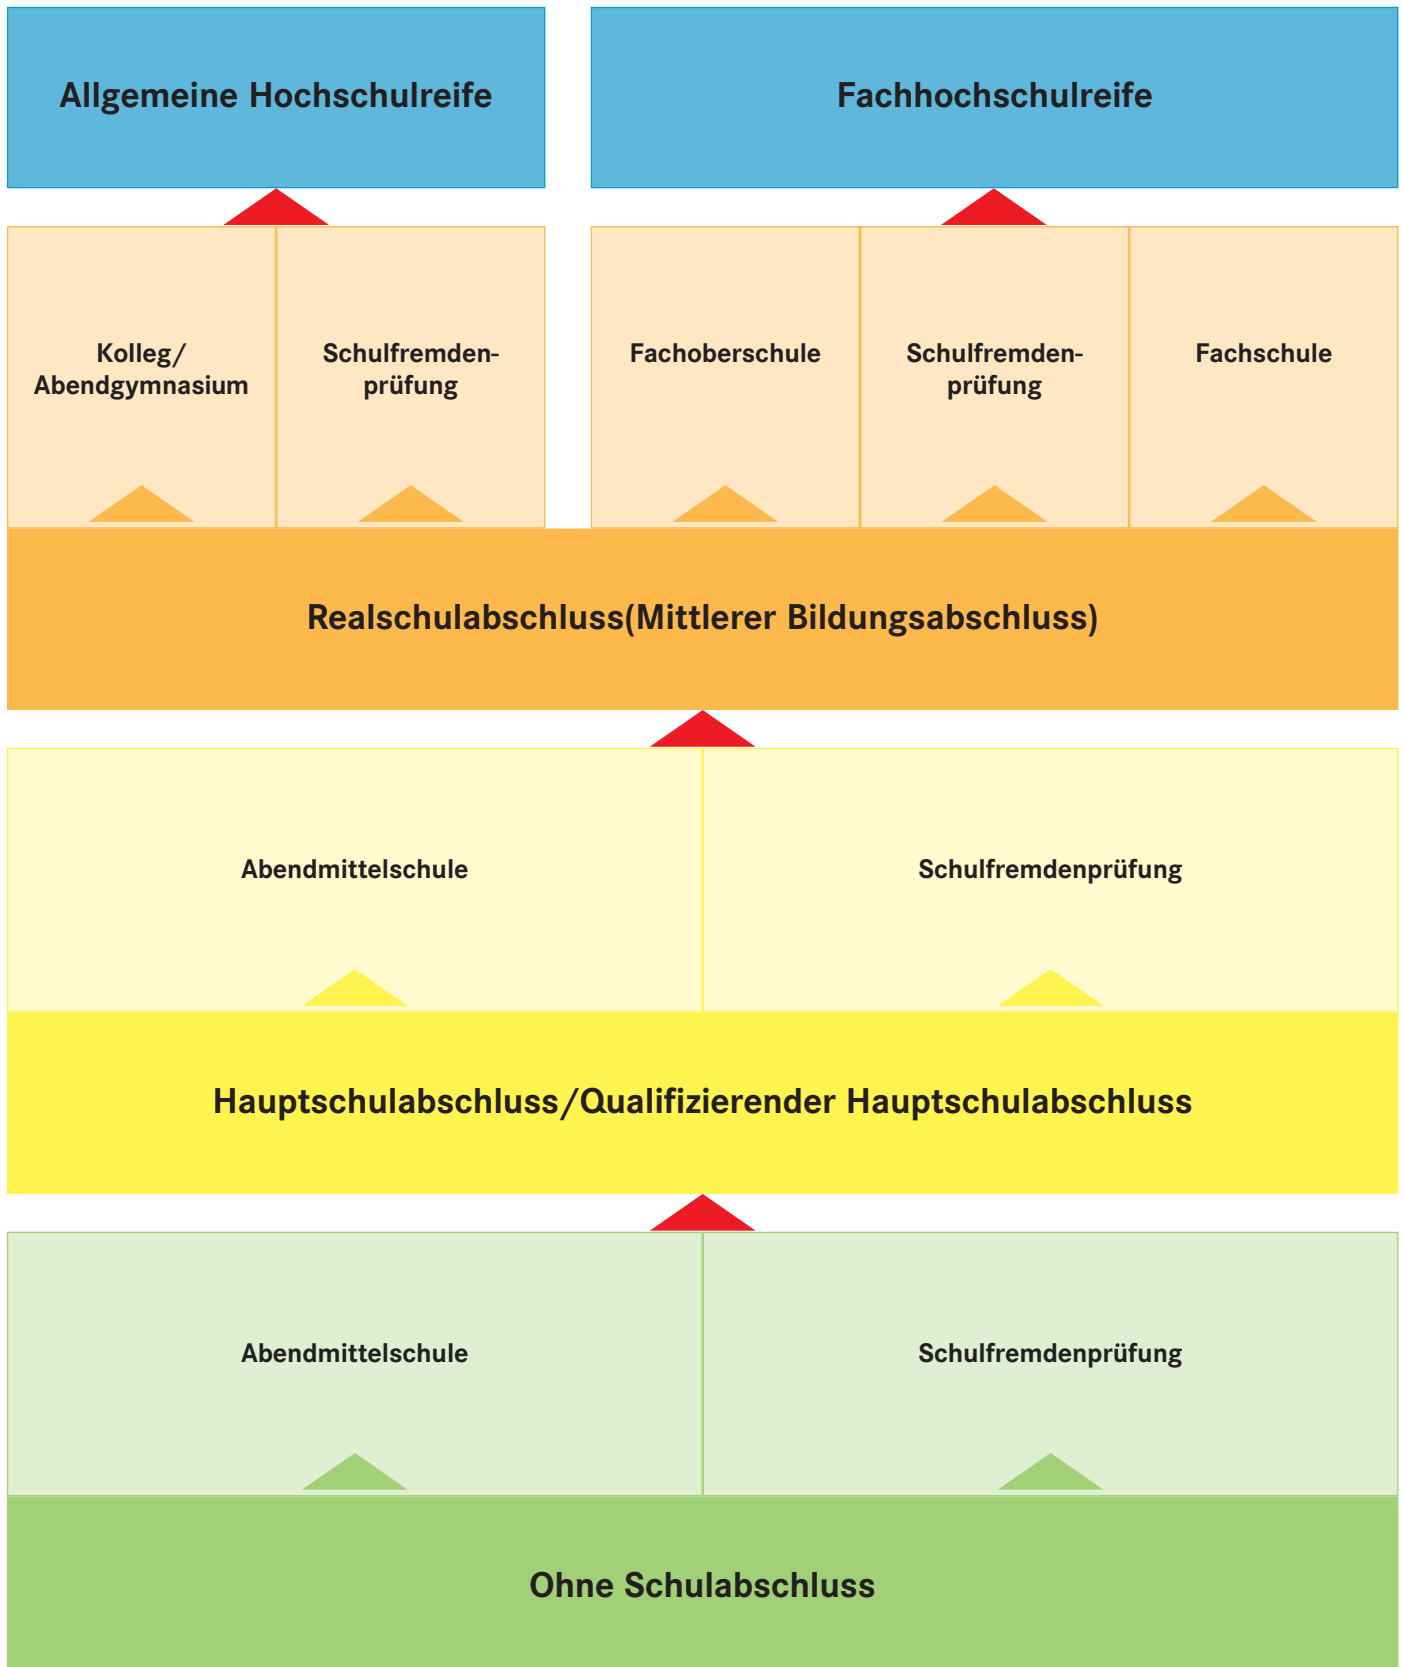 Allgemeine Hochschulreife
Fachhochschulreife
Kolleg/
Abendgymnasium
Schulfremden-
prüfung
Fachoberschule
Schulfremden-
prüfung
Fachschule
Realschulabschluss(Mittlerer Bildungsabschluss)
Abendmittelschule
Schulfremdenprüfung
Hauptschulabschluss/Qualifizierender Hauptschulabschluss
Abendmittelschule
Schulfremdenprüfung
Ohne Schulabschluss